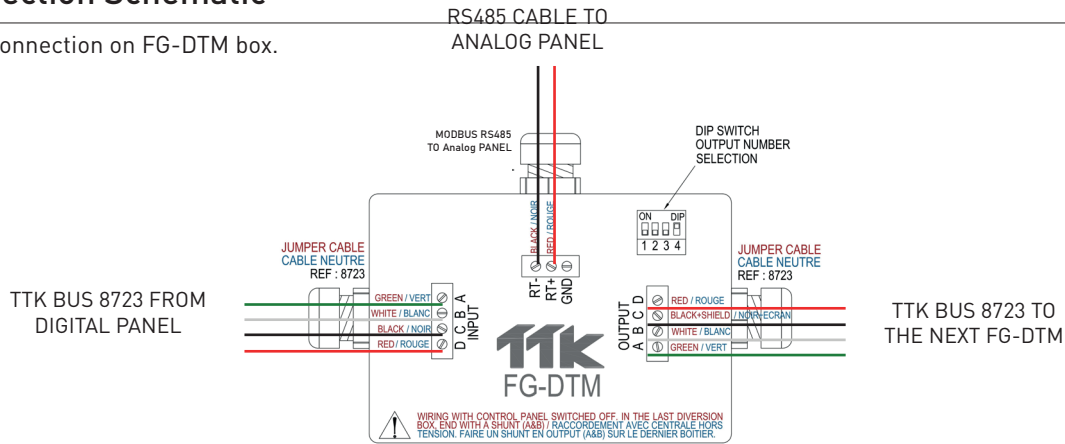 ection Schematic
onnection on FG-DTM box.
RS485 CABLE TO
ANALOG PANEL
MODBUS RS485
TO Analog PANEL
DIP SWITCH
OUTPUT NUMBER
SELECTION
ON DIP
1 2 3 4
BLACK / NOIR
RED / ROUGE
RT-
RT+
GND
JUMPER CABLE
CABLE NEUTRE
REF : 8723
TTK BUS 8723 FROM
DIGITAL PANEL
GREEN / VERT
WHITE / BLANC
BLACK / NOIR
RED / ROUGE
D C B A
INPUT
TTK
FG-DTM
OUTPUT
A B C D
RED / ROUGE
BLACK+SHIELD / NOIR+ECRAN
WHITE / BLANC
GREEN / VERT
JUMPER CABLE
CABLE NEUTRE
REF : 8723
TTK BUS 8723 TO
THE NEXT FG-DTM
WIRING WITH CONTROL PANEL SWITCHED OFF, IN THE LAST DIVERSION
BOX, END WITH A SHUNT (A&B) / RACCORDEMENT AVEC CENTRALE HORS
TENSION. FAIRE UN SHUNT EN OUTPUT (A&B) SUR LE DERNIER BOITIER.